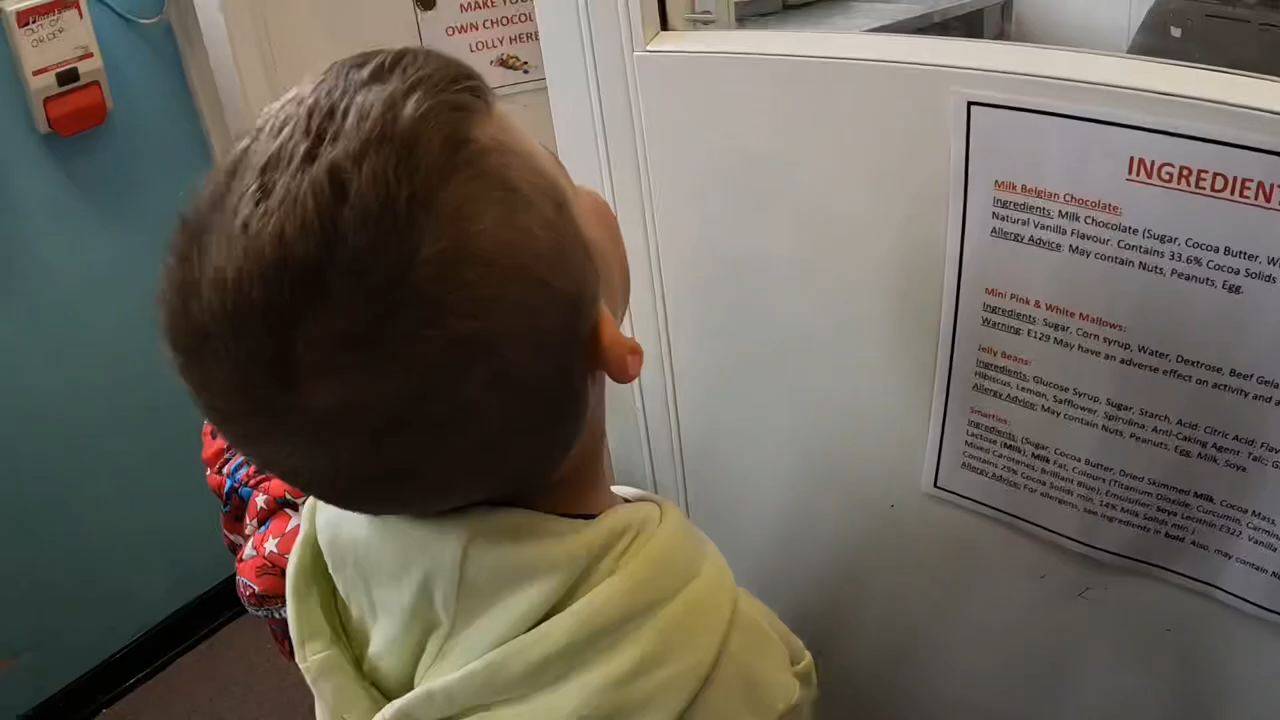 OUT OF
ORDER
MAKE YOUR
OWN CHOCOL
LOLLY HERE
INGREDIENT
Milk Belgian Chocolate:
Ingredients: Milk Chocolate (Sugar, Cocoa Butter, W
Natural Vanilla Flavour. Contains 33.6% Cocoa Solids
Allergy Advice: May contain Nuts, Peanuts, Egg.
Mini Pink & White Mallows:
Ingredients: Sugar, Corn syrup, Water, Dextrose, Beef Gela
Warning: E129 May have an adverse effect on activity and a
Jelly Beans:
Ingredients: Glucose Syrup, Sugar, Starch, Acid: Citric Acid; Flav
Hibiscus, Lemon, Safflower, Spirulina; Anti-Caking Agent: Talc; G
Allergy Advice: May contain Nuts, Peanuts, Egg, Milk, Soya
Smarties:
Ingredients: (Sugar, Cocoa Butter, Dried Skimmed Milk, Cocoa Mass,
Lactose (Milk), Milk Fat, Colours (Titanium Dioxide, Curcumin, Carmin
Mixed Carotenes, Brilliant Blue), Emulsifier; Soya Lecithin E322, Vanilla
Contains 25% Cocoa Solids min, 14% Milk Solids min.)
Allergy Advice: For allergens, see ingredients in bold. Also, may contain N